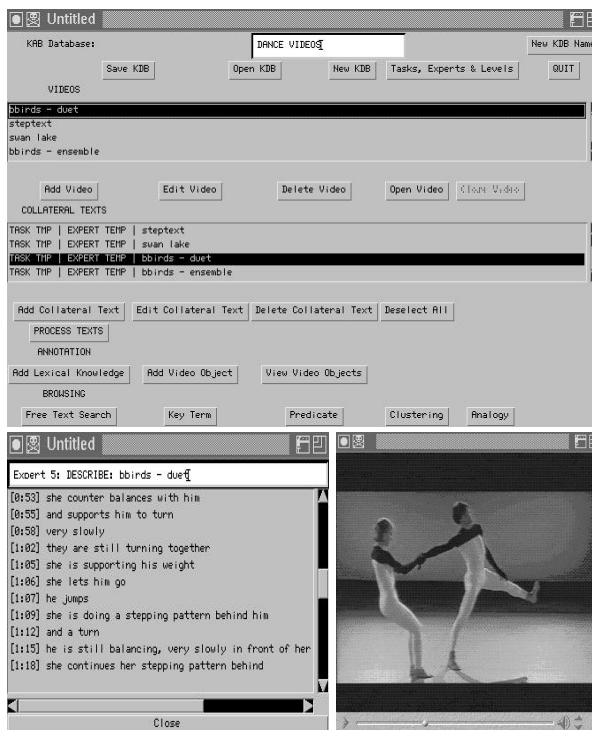 Untitled
KAB Database: DANCE VIDEOS New KDB Name
Save KDB Open KDB New KDB Tasks, Experts & Levels QUIT
VIDEOS
bbirds - duet
steptext
swan lake
bbirds - ensemble
Add Video Edit Video Delete Video Open Video Close Video
COLLATERAL TEXTS
TASK TMP | EXPERT TEMP | steptext
TASK TMP | EXPERT TEMP | swan lake
TASK TMP | EXPERT TEMP | bbirds - duet
TASK TMP | EXPERT TEMP | bbirds - ensemble
Add Collateral Text Edit Collateral Text Delete Collateral Text Deselect All
PROCESS TEXTS
ANNOTATION
Add Lexical Knowledge Add Video Object View Video Objects
BROWSING
Free Text Search Key Term Predicate Clustering Analogy
Untitled
Expert 5: DESCRIBE: bbirds - duet
[0:53] she counter balances with him
[0:55] and supports him to turn
[0:58] very slowly
[1:02] they are still turning together
[1:05] she is supporting his weight
[1:06] she lets him go
[1:07] he jumps
[1:09] she is doing a stepping pattern behind him
[1:12] and a turn
[1:15] he is still balancing, very slowly in front of her
[1:18] she continues her stepping pattern behind
Close